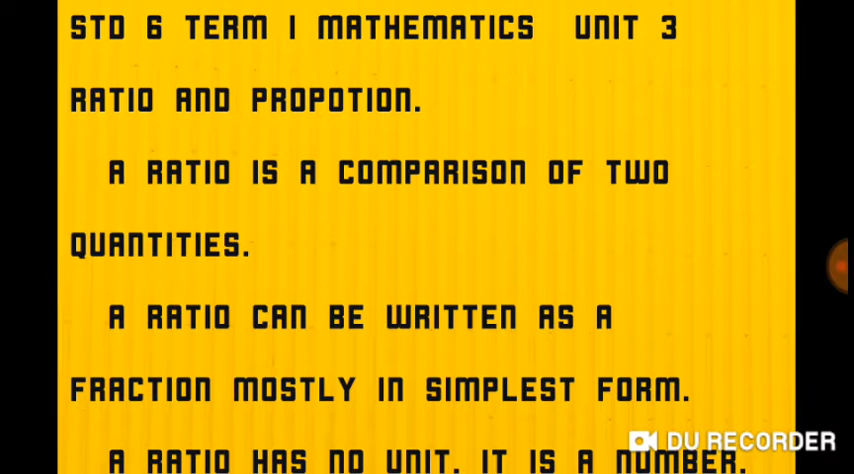 STD 6 TERM I MATHEMATICS UNIT 3
RATIO AND PROPOTION.
A RATIO IS A COMPARISON OF TWO
QUANTITIES.
A RATIO CAN BE WRITTEN AS A
FRACTION MOSTLY IN SIMPLEST FORM.
A RATIO HAS NO UNIT. IT IS A NUMBER.
DU RECORDER